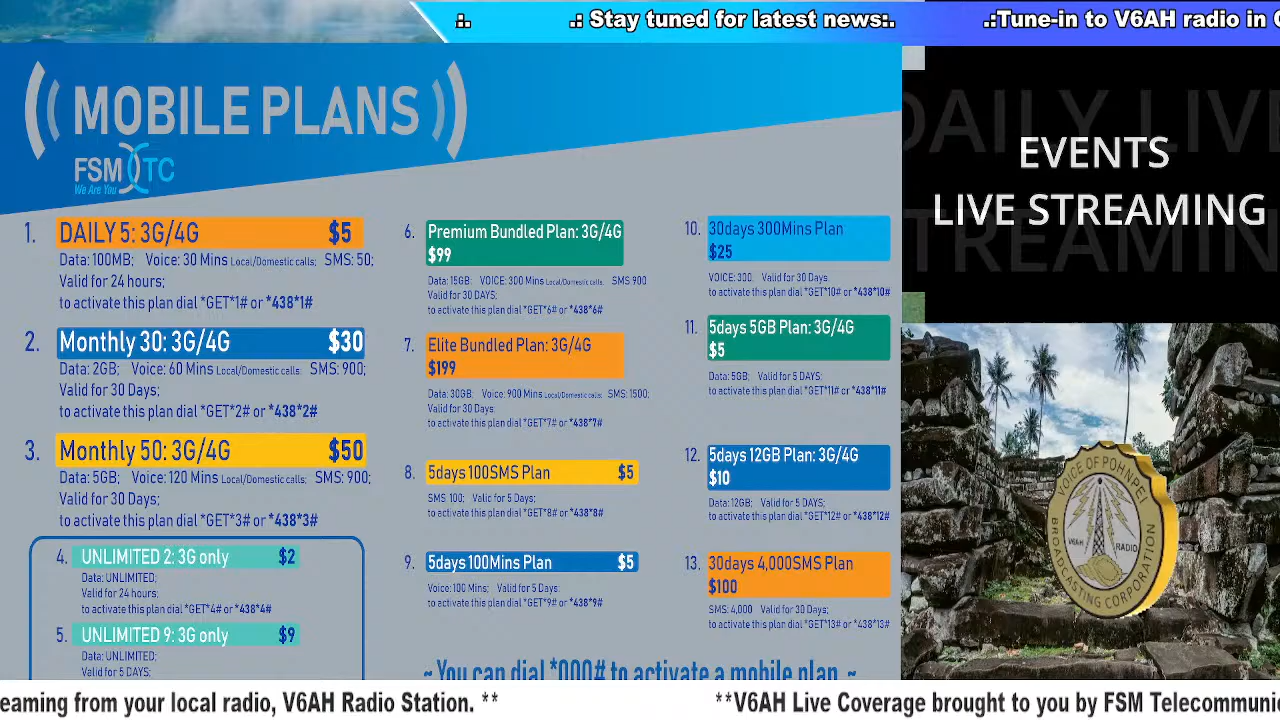 :. .: Stay tuned for latest news:. .:Tune-in to V6AH radio in
MOBILE PLANS
FSM TC
We Are You
1. DAILY 5: 3G/4G $5
Data: 100MB; Voice: 30 Mins Local/Domestic calls; SMS: 50;
Valid for 24 hours;
to activate this plan dial *GET*1# or *438*1#
2. Monthly 30: 3G/4G $30
Data: 2GB; Voice: 60 Mins Local/Domestic calls; SMS: 900;
Valid for 30 Days;
to activate this plan dial *GET*2# or *438*2#
3. Monthly 50: 3G/4G $50
Data: 5GB; Voice: 120 Mins Local/Domestic calls; SMS: 900;
Valid for 30 Days;
to activate this plan dial *GET*3# or *438*3#
4. UNLIMITED 2: 3G only $2
Data: UNLIMITED;
Valid for 24 hours;
to activate this plan dial *GET*4# or *438*4#
5. UNLIMITED 9: 3G only $9
Data: UNLIMITED;
Valid for 5 DAYS;
6. Premium Bundled Plan: 3G/4G
$99
Data: 15GB; VOICE: 300 Mins Local/Domestic calls; SMS 900
Valid for 30 DAYS;
to activate this plan dial *GET*6# or *438*6#
7. Elite Bundled Plan: 3G/4G
$199
Data: 30GB; Voice: 900 Mins Local/Domestic calls; SMS: 1500;
Valid for 30 Days;
to activate this plan dial *GET*7# or *438*7#
8. 5days 100SMS Plan $5
SMS 100; Valid for 5 Days;
to activate this plan dial *GET*8# or *438*8#
9. 5days 100Mins Plan $5
Voice: 100 Mins; Valid for 5 Days;
to activate this plan dial *GET*9# or *438*9#
10. 30days 300Mins Plan
$25
VOICE: 300 Valid for 30 Days;
to activate this plan dial *GET*10# or *438*10#
11. 5days 5GB Plan: 3G/4G
$5
Data: 5GB; Valid for 5 DAYS;
to activate this plan dial *GET*11# or *438*11#
12. 5days 12GB Plan: 3G/4G
$10
Data: 12GB; Valid for 5 DAYS;
to activate this plan dial *GET*12# or *438*12#
13. 30days 4,000SMS Plan
$100
SMS: 4,000 Valid for 30 Days;
to activate this plan dial *GET*13# or *438*13#
~ You can dial *000# to activate a mobile plan ~
DAILY LIVE
STREAMIN
EVENTS
LIVE STREAMING
VOICE OF POHNPEI
V6AH RADIO
BROADCASTING CORPORATION
eaming from your local radio, V6AH Radio Station. ** **V6AH Live Coverage brought to you by FSM Telecommuni